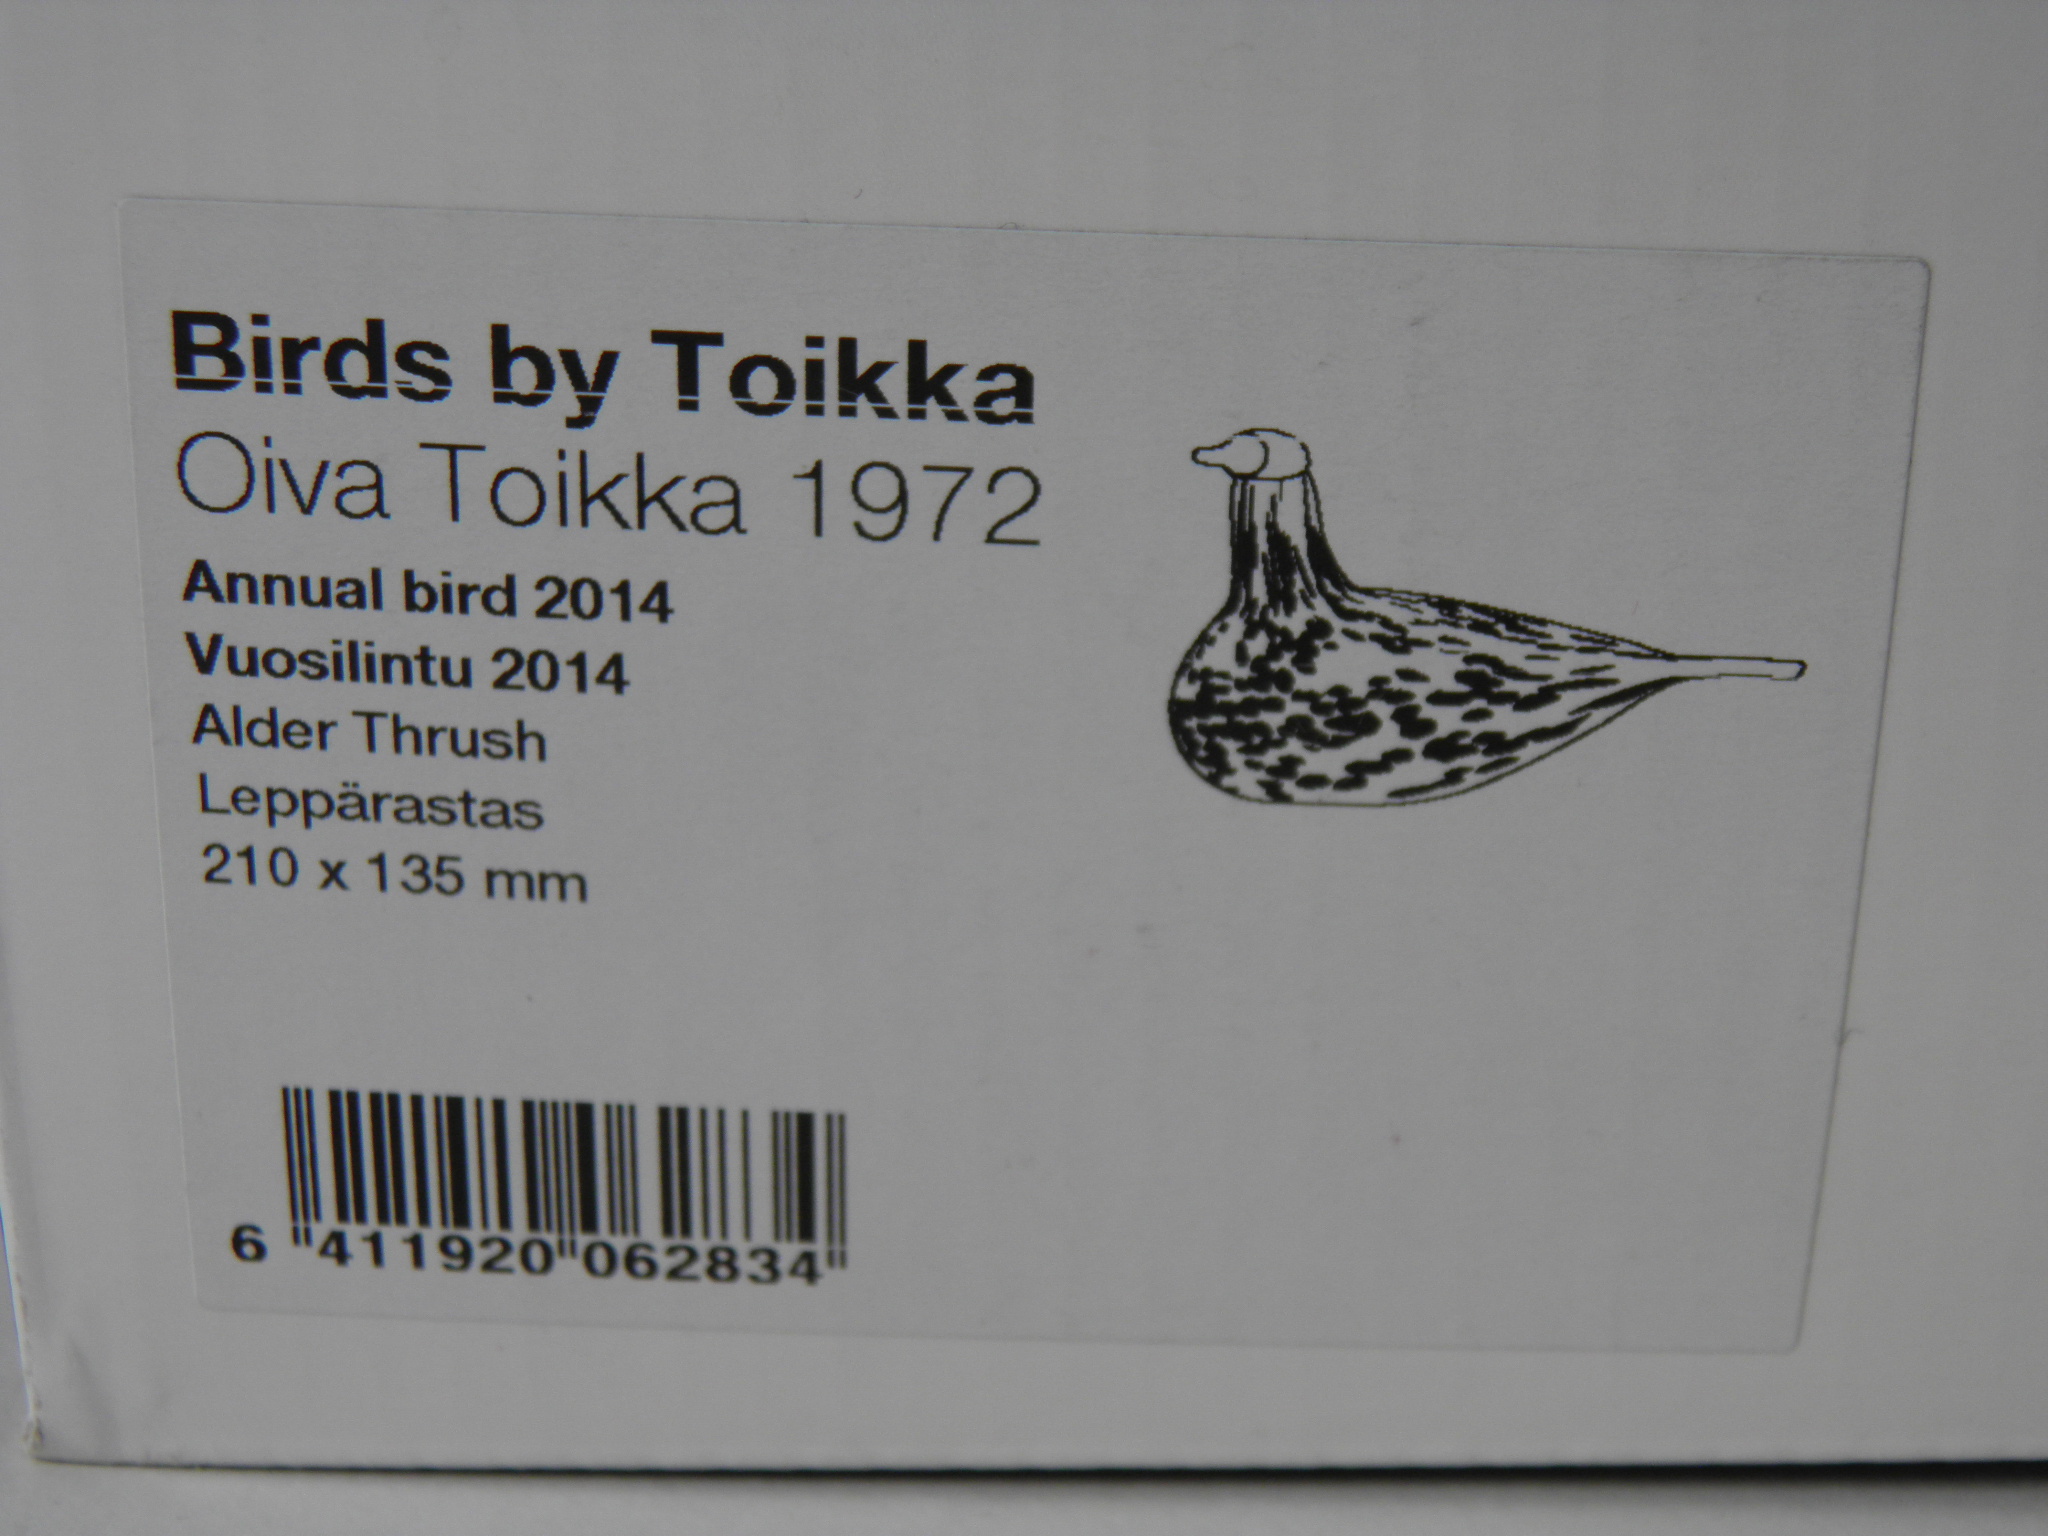 Birds by Toikka
Oiva Toikka 1972
Annual bird 2014
Vuosilintu 2014
Alder Thrush
Leppärastas
210 x 135 mm
6 "411920"062834"